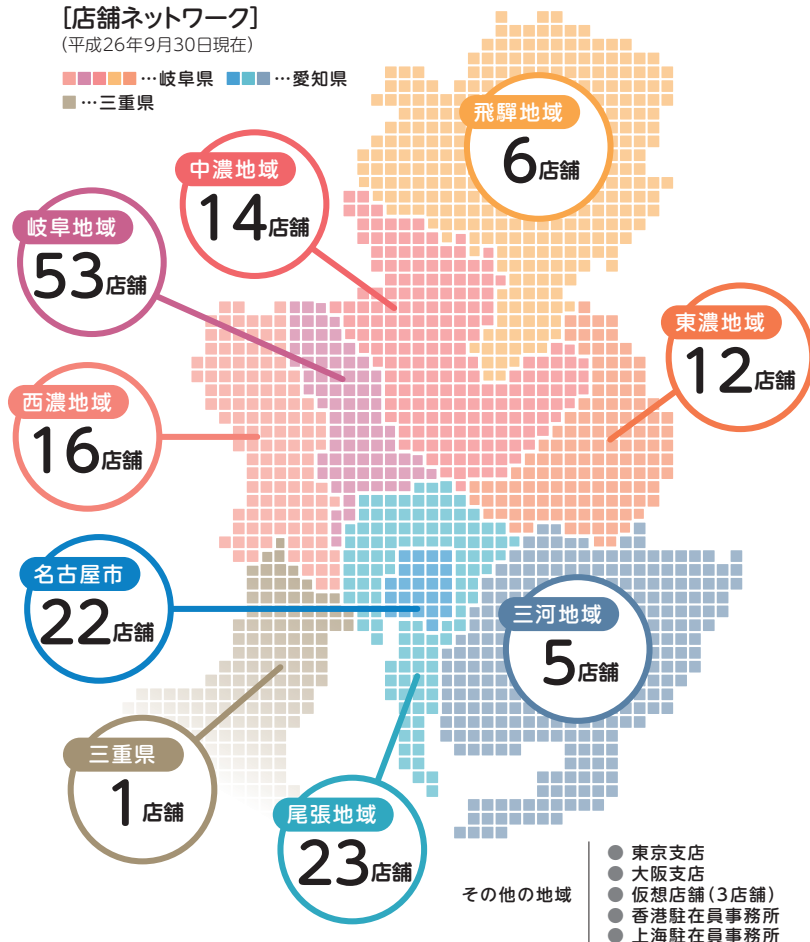 [店舗ネットワーク]
(平成26年9月30日現在)
…岐阜県 …愛知県
…三重県
飛驒地域
6店舗
中濃地域
14店舗
岐阜地域
53店舗
東濃地域
12店舗
西濃地域
16店舗
名古屋市
22店舗
三河地域
5店舗
三重県
1店舗
尾張地域
23店舗
その他の地域
● 東京支店
● 大阪支店
● 仮想店舗(3店舗)
● 香港駐在員事務所
● 上海駐在員事務所